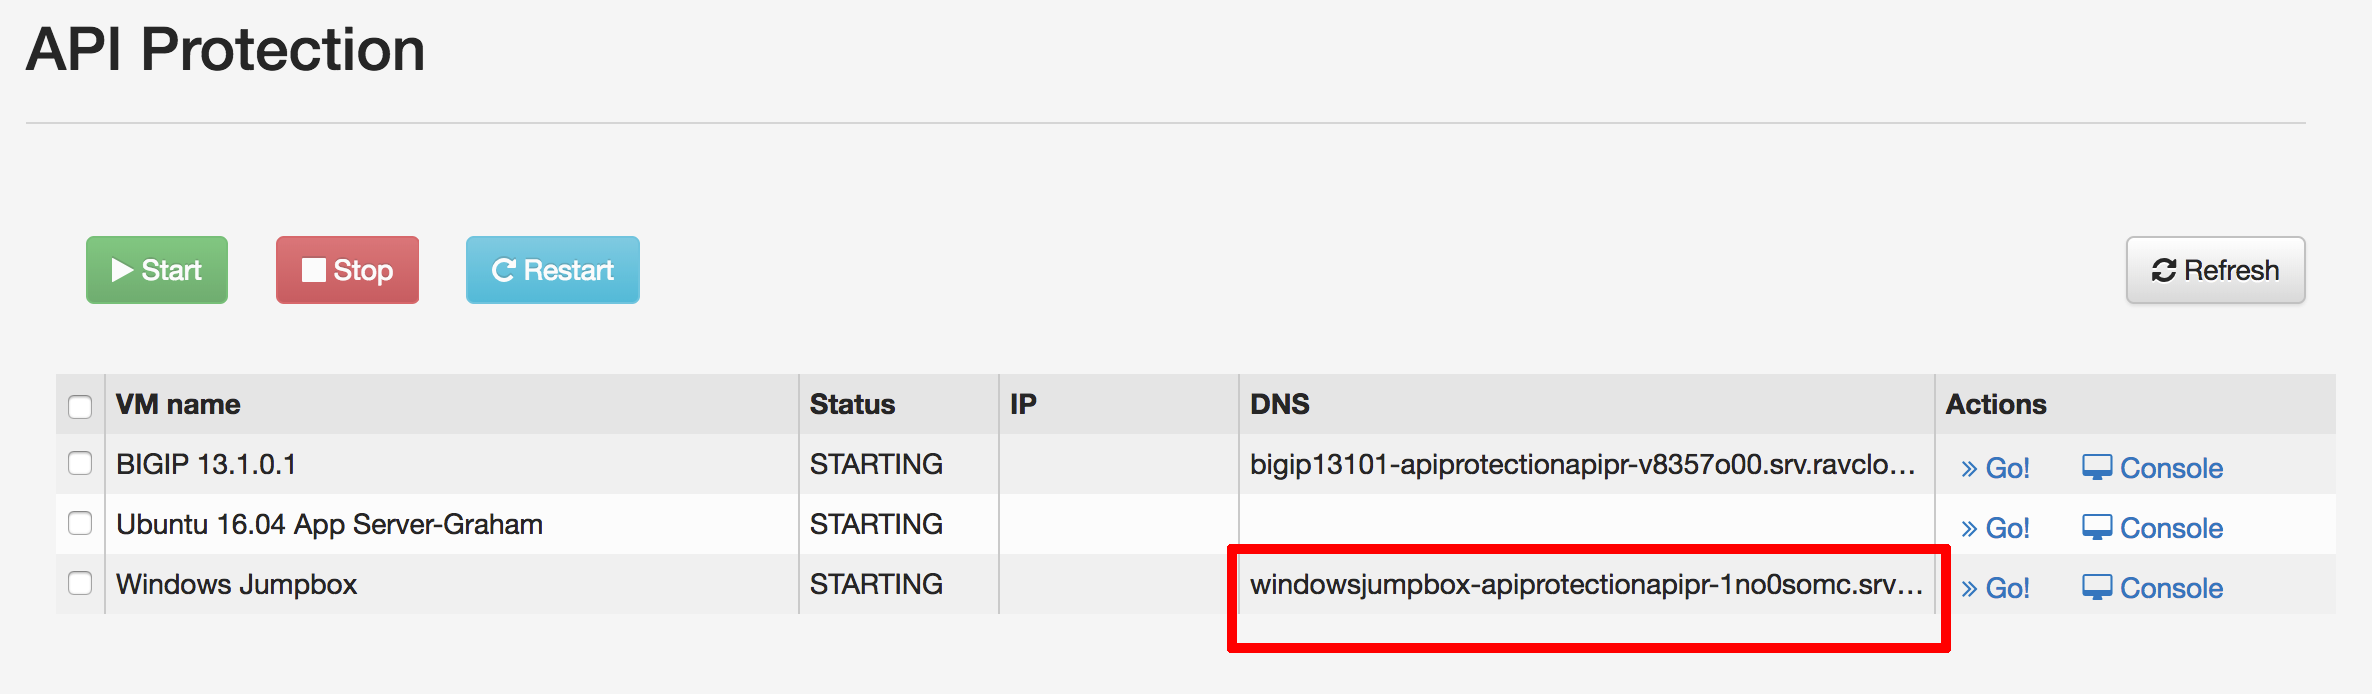 API Protection
Start Stop Restart Refresh
VM name Status IP DNS Actions
BIGIP 13.1.0.1 STARTING bigip13101-apiprotectionapipr-v8357o00.srv.ravclo... Go! Console
Ubuntu 16.04 App Server-Graham STARTING Go! Console
Windows Jumpbox STARTING windowsjumpbox-apiprotectionapipr-1no0somc.srv... Go! Console